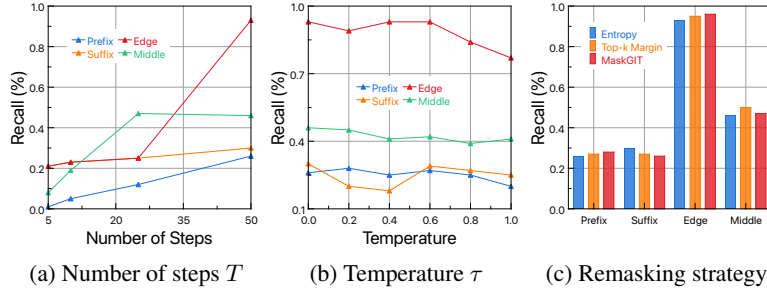 1.0
0.8
0.6
0.4
0.2
0.0
Recall (%)
Prefix
Edge
Suffix
Middle
5
20
35
50
Number of Steps
(a) Number of steps T
1.0
0.7
0.4
0.1
Recall (%)
Prefix
Edge
Suffix
Middle
0.0
0.2
0.4
0.6
0.8
1.0
Temperature
(b) Temperature τ
1.0
0.8
0.6
0.4
0.2
0.0
Recall (%)
Entropy
Top-k Margin
MaskGIT
Prefix
Suffix
Edge
Middle
(c) Remasking strategy